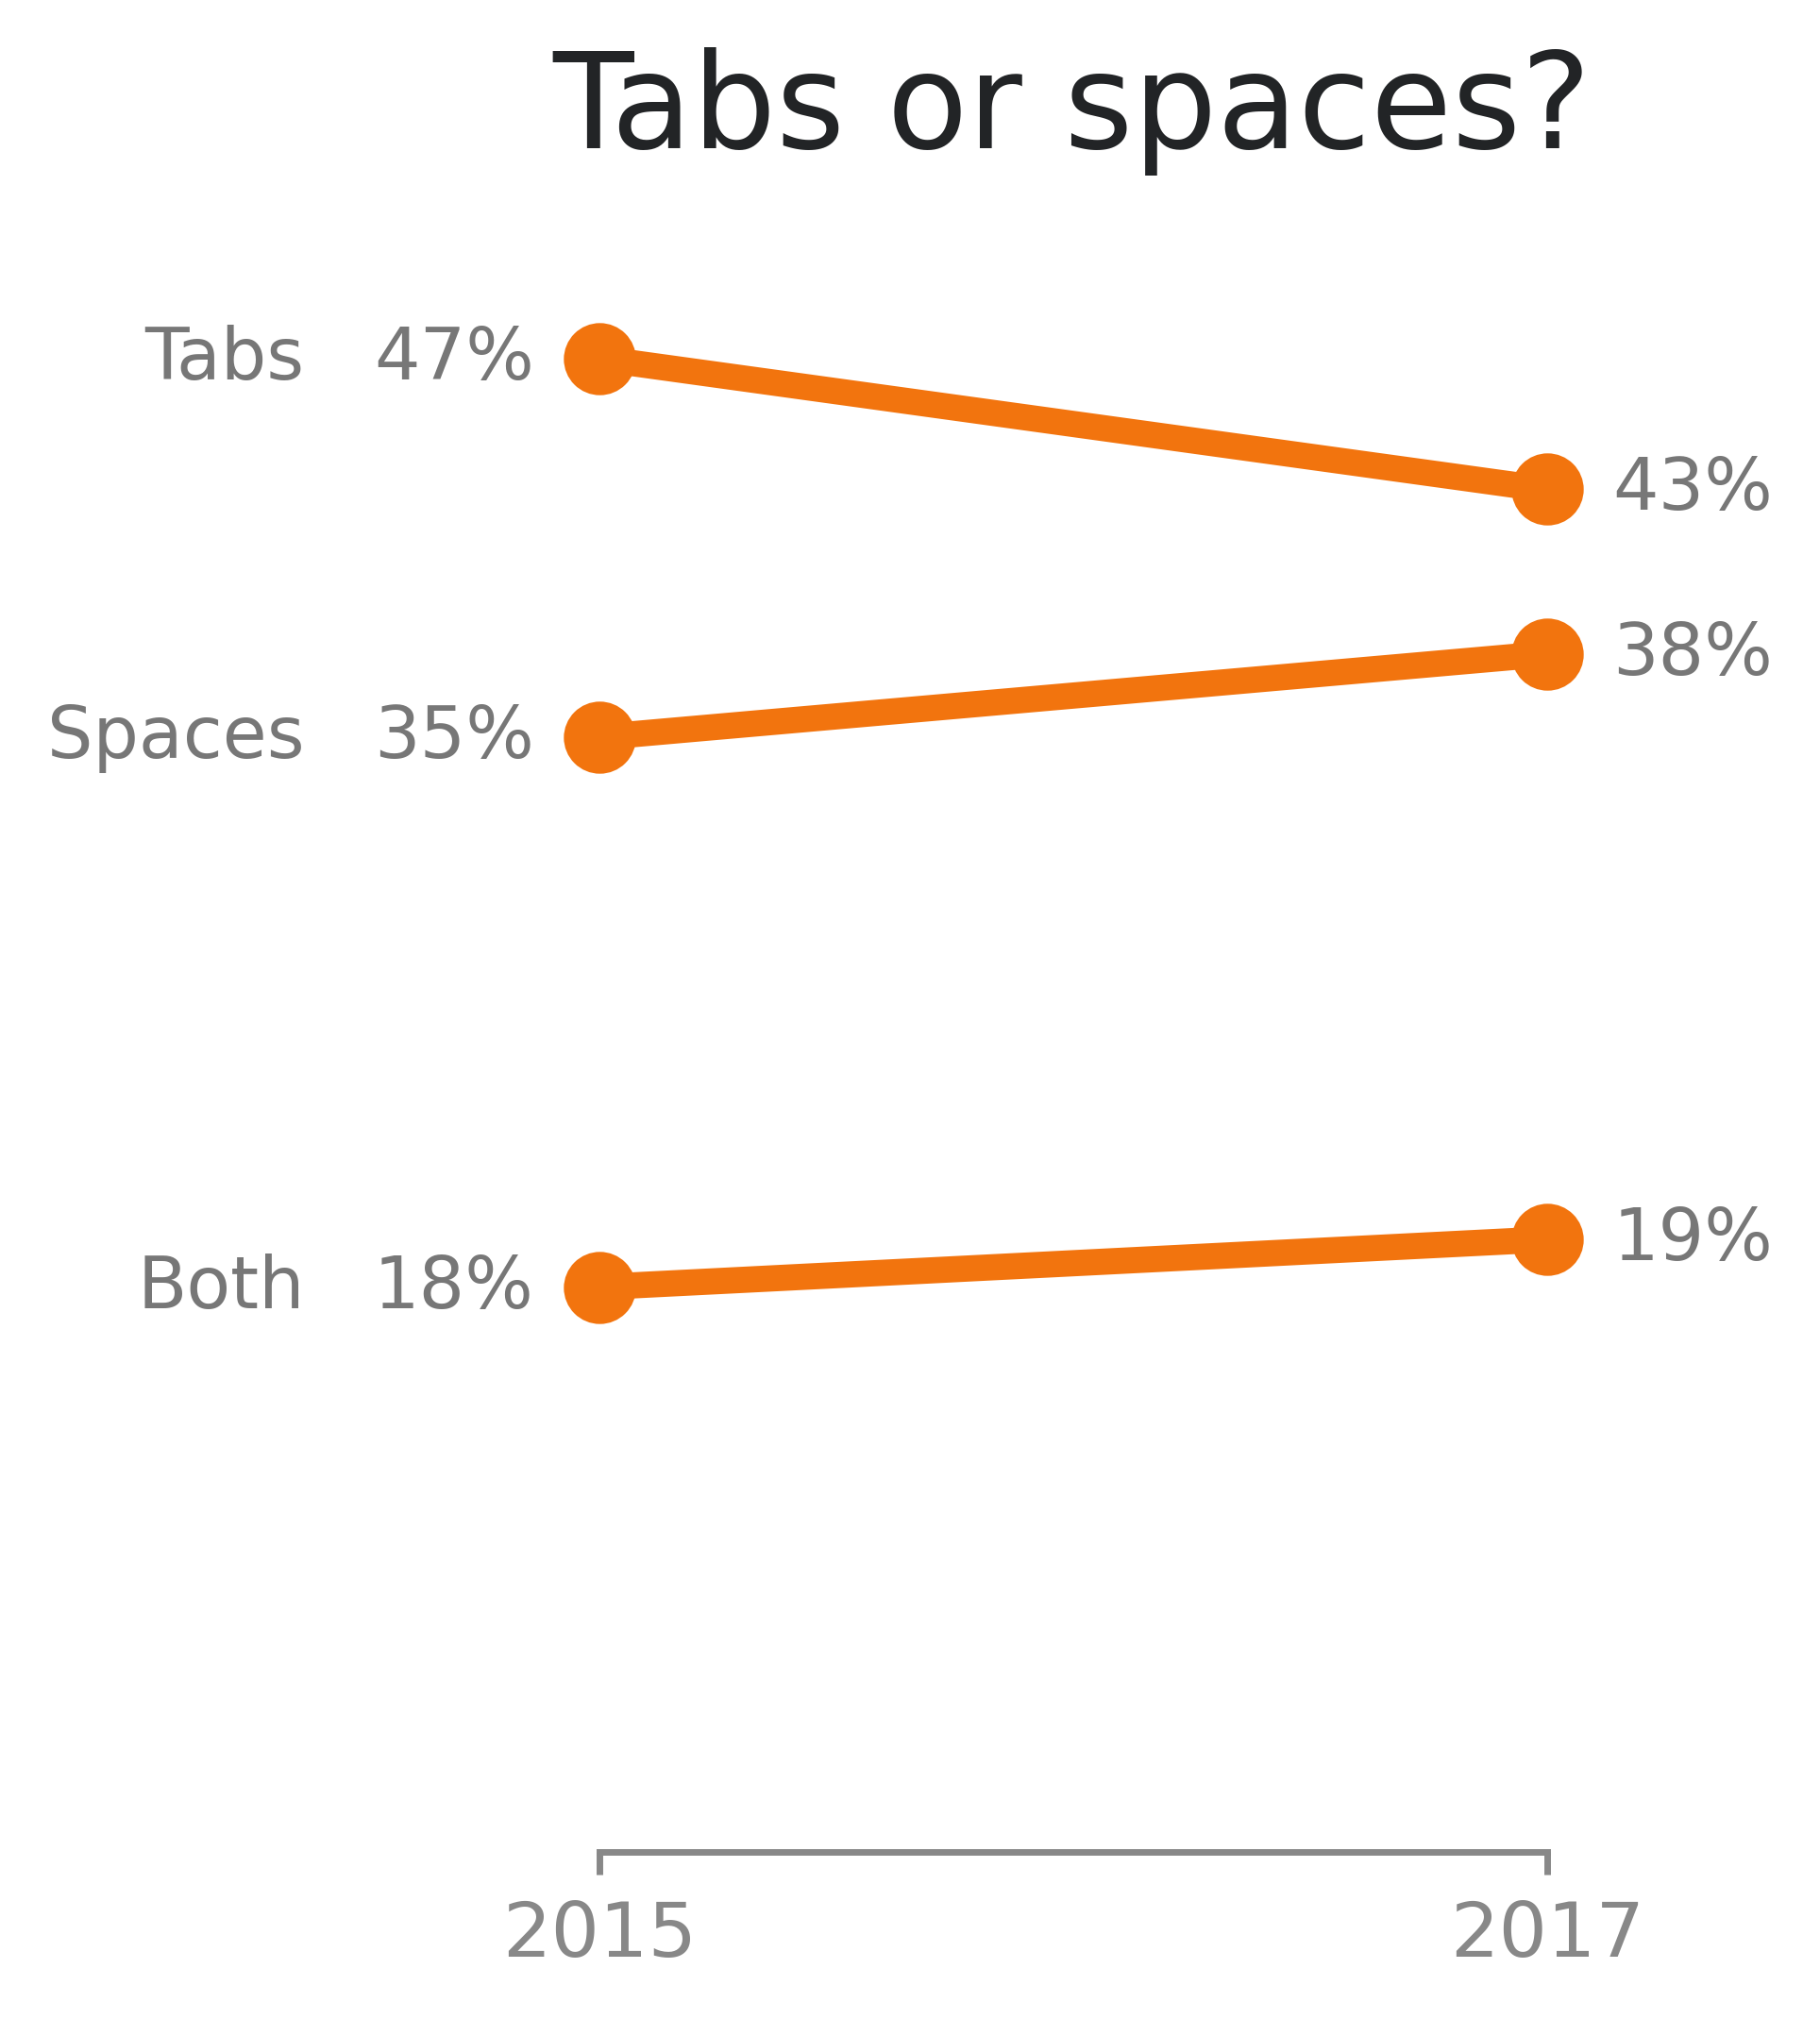 Tabs or spaces?
Tabs 47%
43%
38%
Spaces 35%
19%
Both 18%
2015 2017